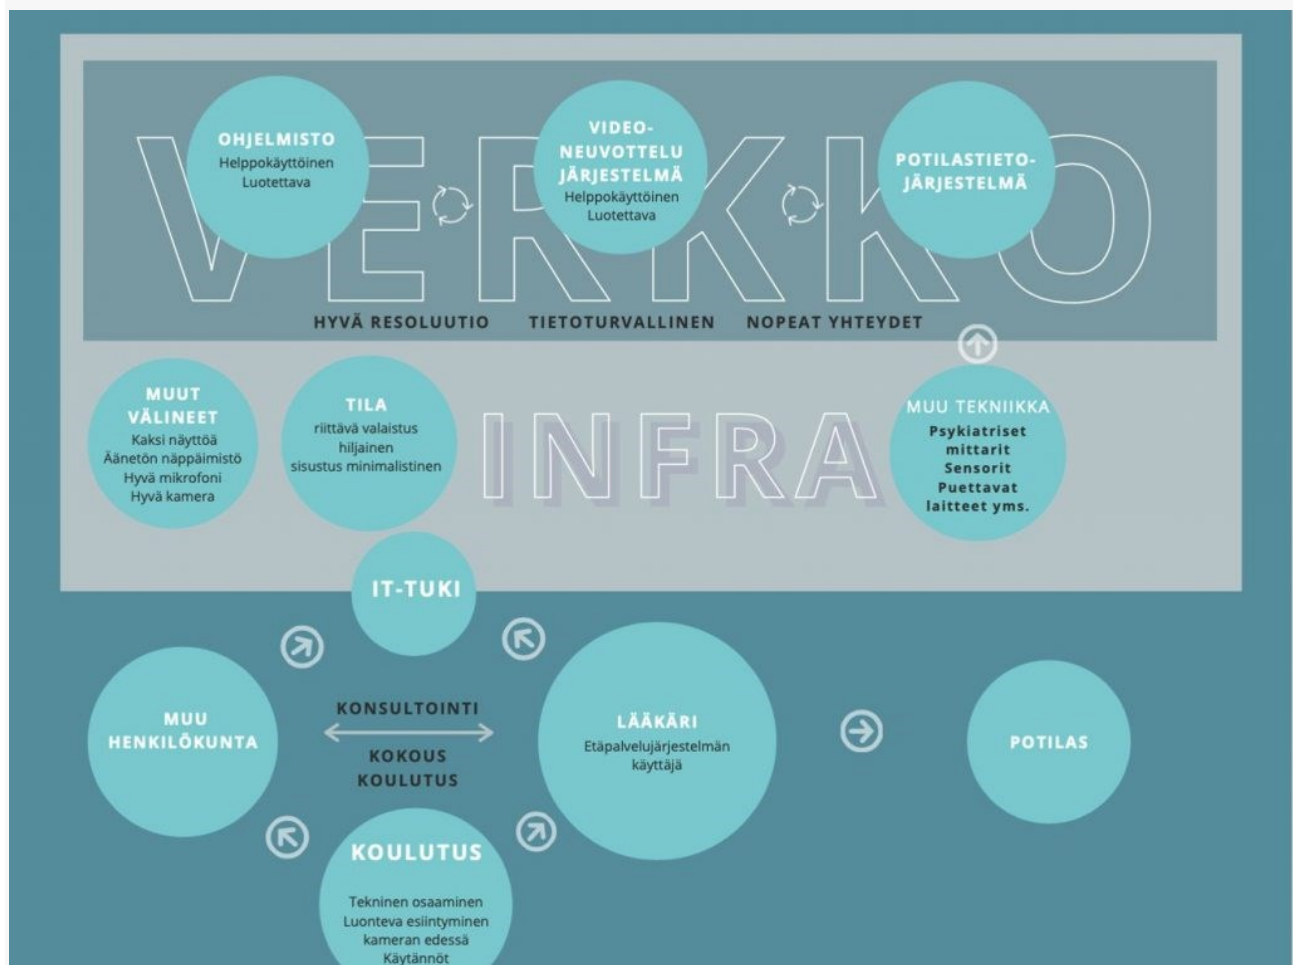 VERKKO
OHJELMISTO
Helppokäyttöinen
Luotettava
VIDEO-
NEUVOTTELU
JÄRJESTELMÄ
Helppokäyttöinen
Luotettava
POTILASTIETO-
JÄRJESTELMÄ
HYVÄ RESOLUUTIO
TIETOTURVALLINEN
NOPEAT YHTEYDET
MUUT
VÄLINEET
Kaksi näyttöä
Äänetön näppäimistö
Hyvä mikrofoni
Hyvä kamera
TILA
riittävä valaistus
hiljainen
sisustus minimalistinen
INFRA
MUU TEKNIIKKA
Psykiatriset
mittarit
Sensorit
Puettavat
laitteet yms.
IT-TUKI
MUU
HENKILÖKUNTA
KONSULTOINTI
KOKOUS
KOULUTUS
LÄÄKÄRI
Etäpalvelujärjestelmän
käyttäjä
POTILAS
KOULUTUS
Tekninen osaaminen
Luonteva esiintyminen
kameran edessä
Käytännöt